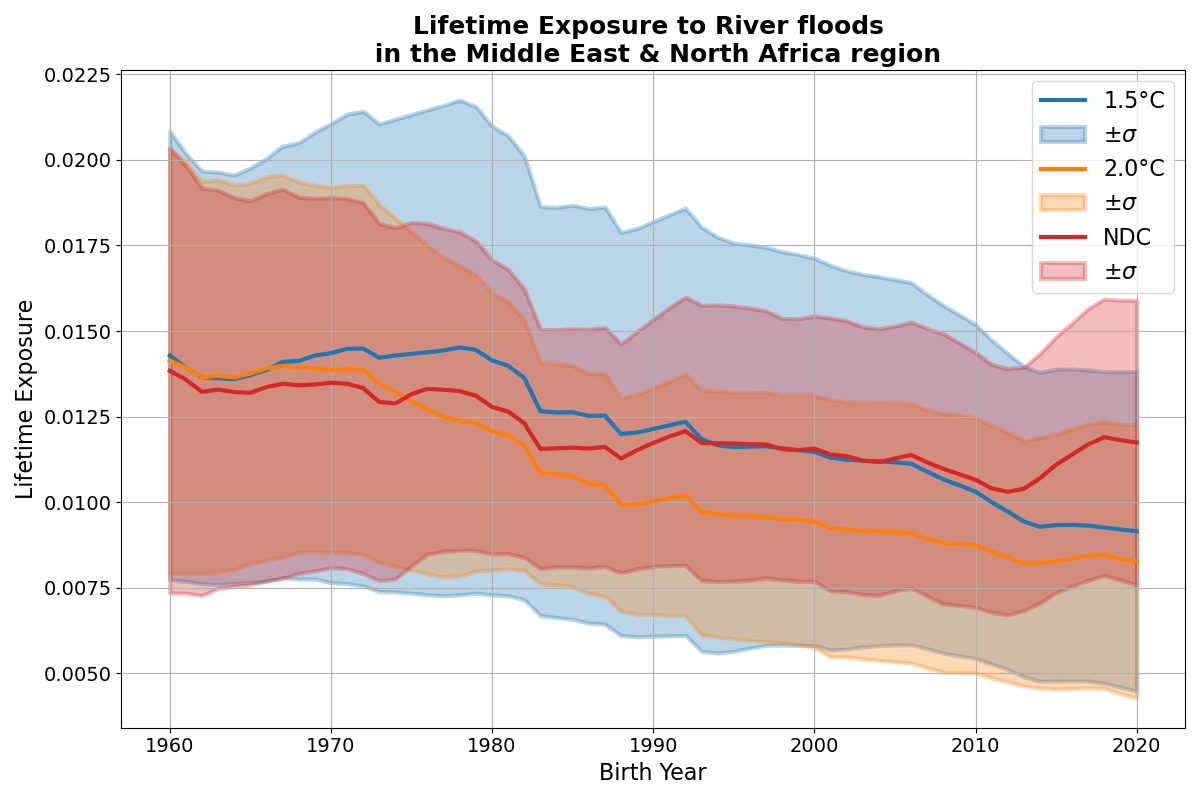 Lifetime Exposure to River floods
in the Middle East & North Africa region
Lifetime Exposure
0.0225
0.0200
0.0175
0.0150
0.0125
0.0100
0.0075
0.0050
1.5°C
±σ
2.0°C
±σ
NDC
±σ
1960 1970 1980 1990 2000 2010 2020
Birth Year